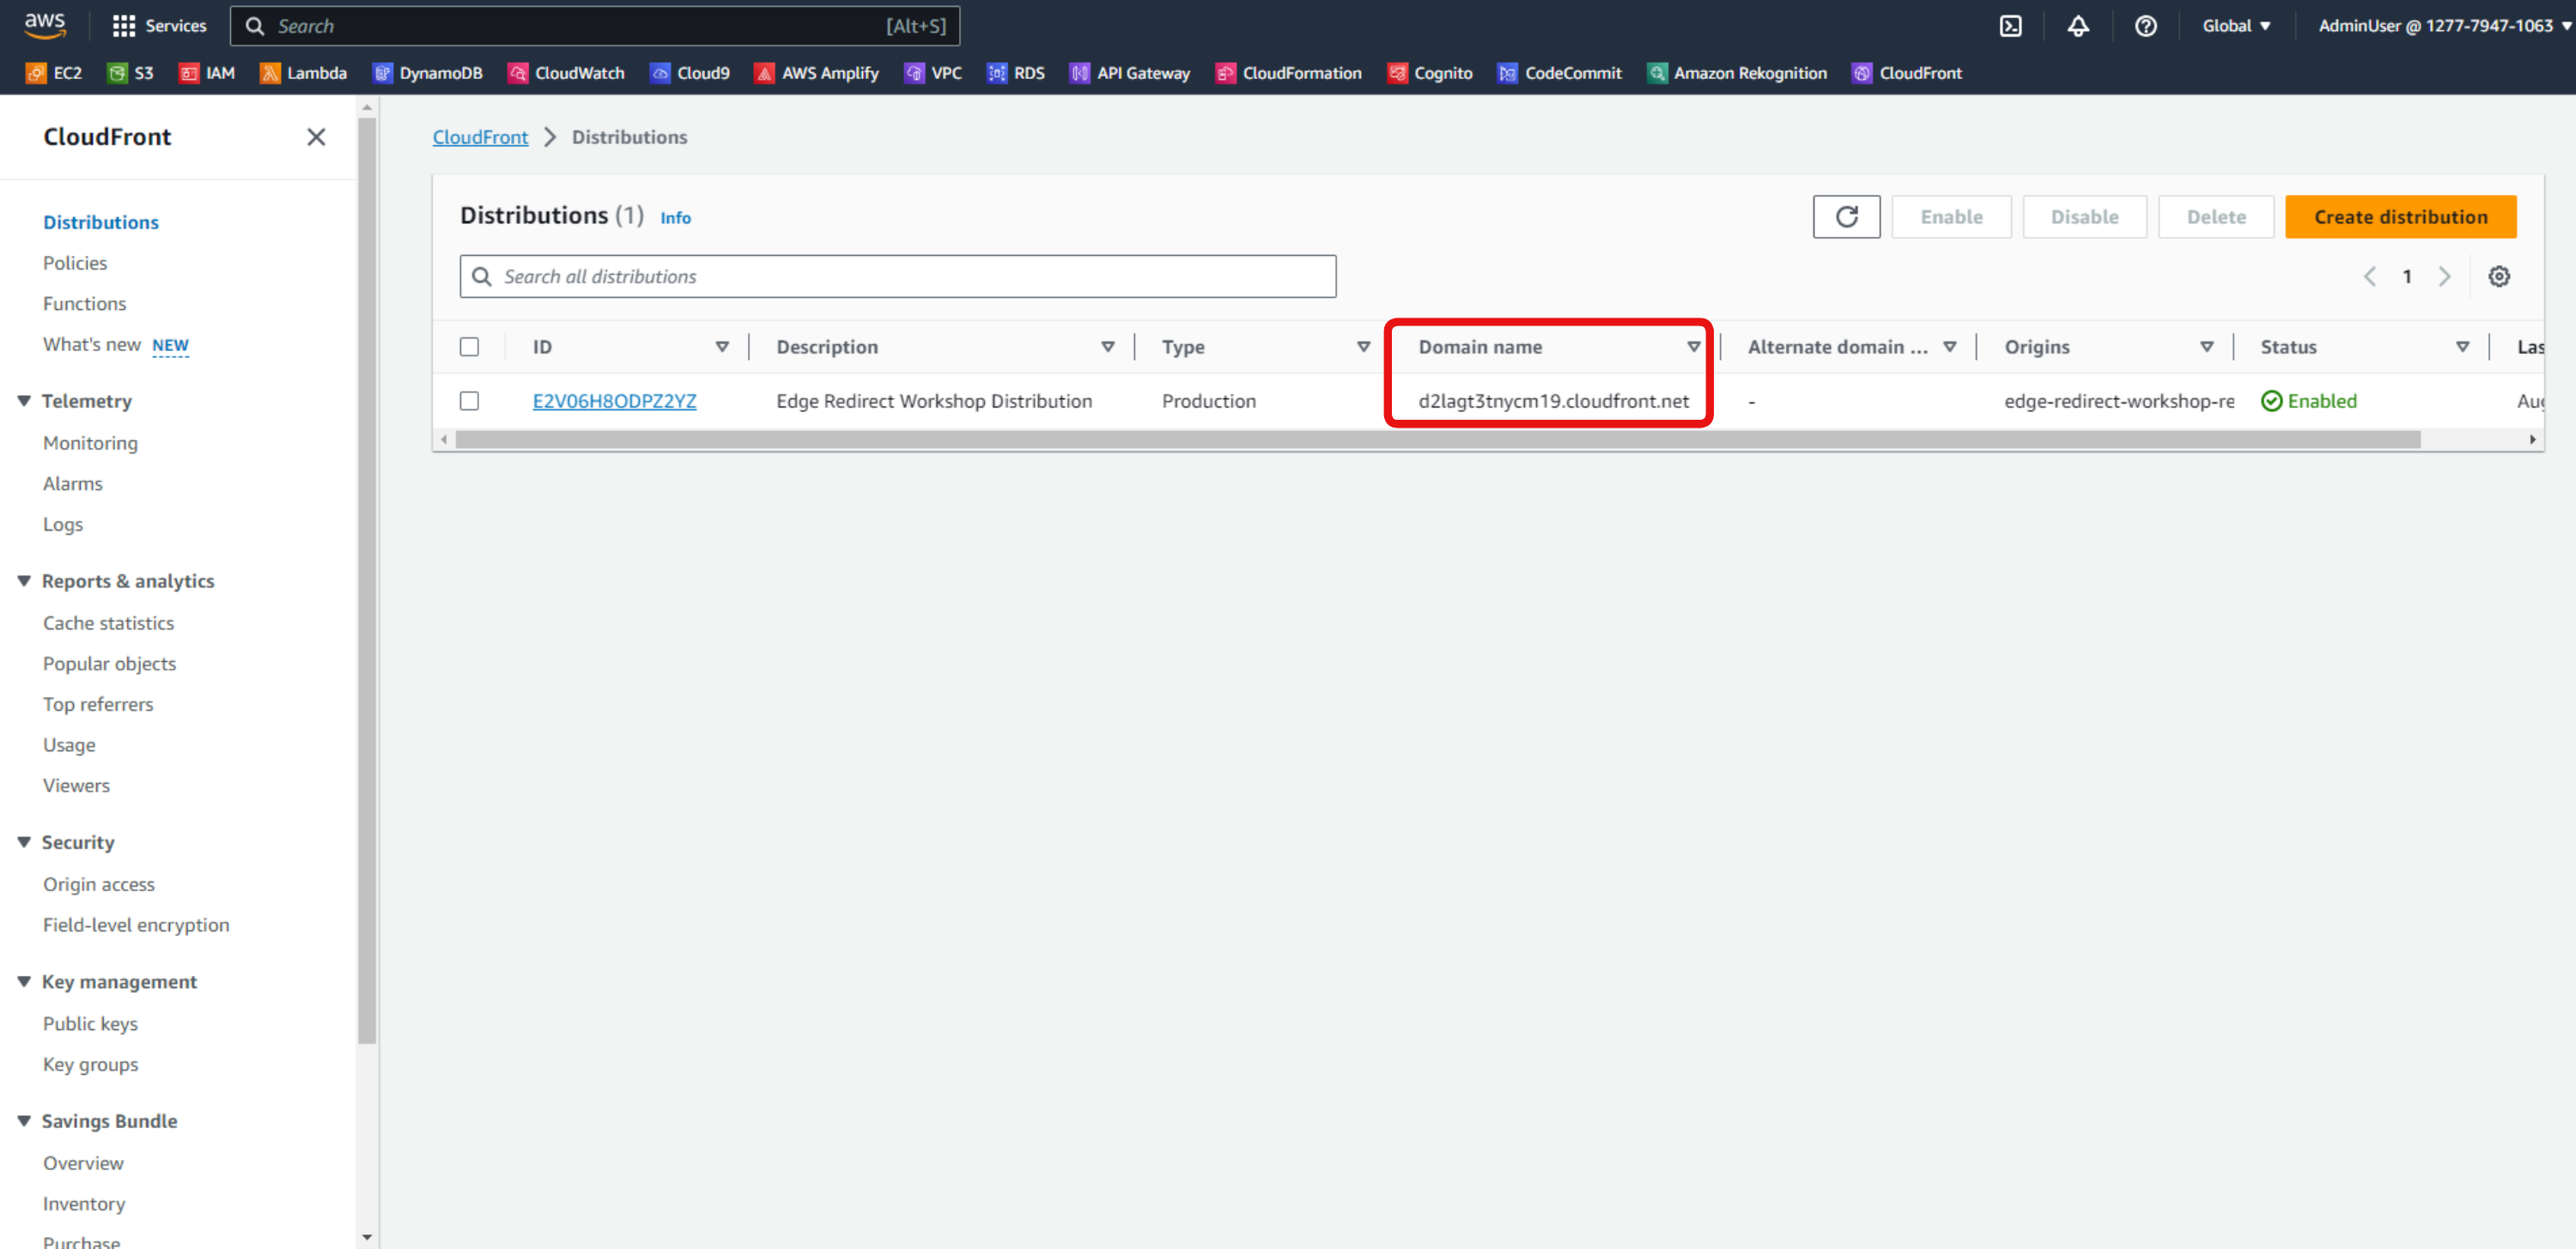 aws Services Search [Alt+S] Global AdminUser @ 1277-7947-1063
EC2 S3 IAM Lambda DynamoDB CloudWatch Cloud9 AWS Amplify VPC RDS API Gateway CloudFormation Cognito CodeCommit Amazon Rekognition CloudFront
CloudFront
CloudFront Distributions
Distributions
Policies
Functions
What's new NEW
Telemetry
Monitoring
Alarms
Logs
Reports & analytics
Cache statistics
Popular objects
Top referrers
Usage
Viewers
Security
Origin access
Field-level encryption
Key management
Public keys
Key groups
Savings Bundle
Overview
Inventory
Purchase
Distributions (1) Info
Enable Disable Delete Create distribution
Search all distributions
1
ID Description Type Domain name Alternate domain ... Origins Status Las
E2V06H8ODPZ2YZ Edge Redirect Workshop Distribution Production d2lagt3tnycm19.cloudfront.net - edge-redirect-workshop-re Enabled Aug